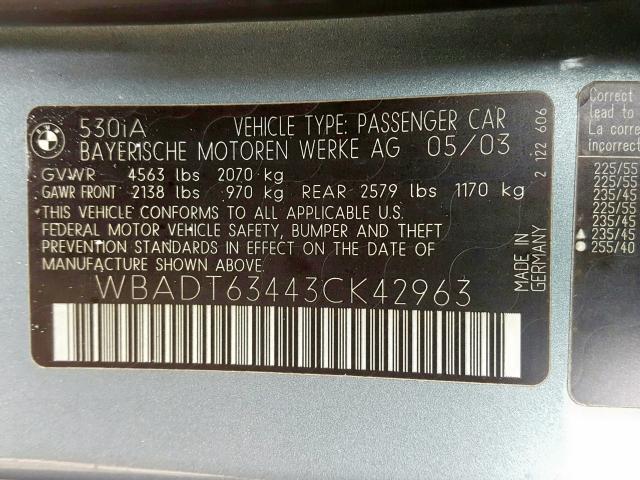 BMW
530iA VEHICLE TYPE: PASSENGER CAR
BAYERISCHE MOTOREN WERKE AG 05/03
GVWR 4563 lbs 2070 kg
GAWR FRONT 2138 lbs 970 kg REAR 2579 lbs 1170 kg
THIS VEHICLE CONFORMS TO ALL APPLICABLE U.S.
FEDERAL MOTOR VEHICLE SAFETY, BUMPER AND THEFT
PREVENTION STANDARDS IN EFFECT ON THE DATE OF
MANUFACTURE SHOWN ABOVE.
WBADT63443CK42963
MADE IN
GERMANY
2 122 606
Correct
If
La corre
Incorrec
225/55
225/55
235/45
225/55
▲ 235/45
● 255/40